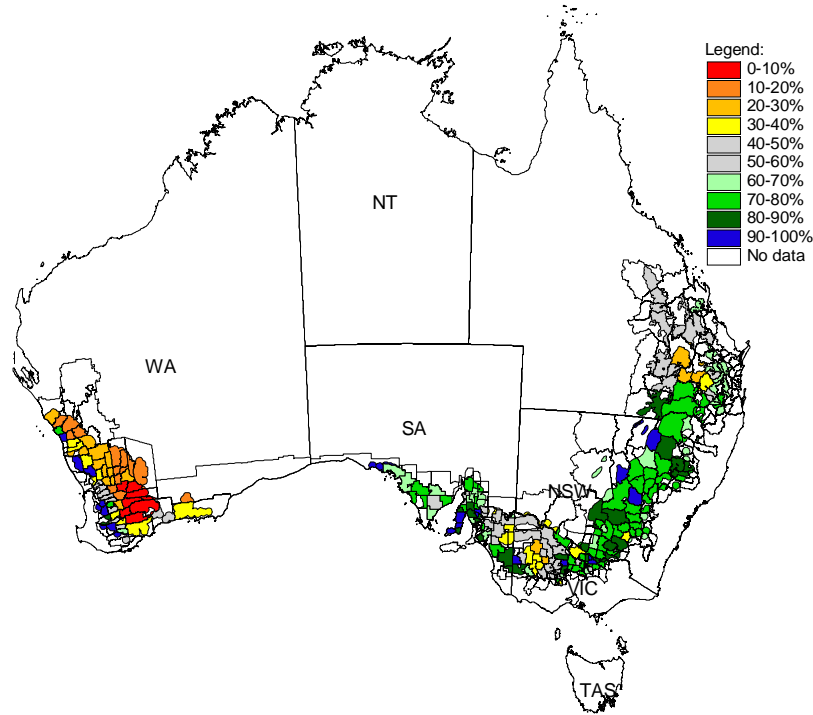 Legend:
0-10%
10-20%
20-30%
30-40%
40-50%
50-60%
60-70%
70-80%
80-90%
90-100%
No data
NT
WA
SA
NSW
VIC
TAS